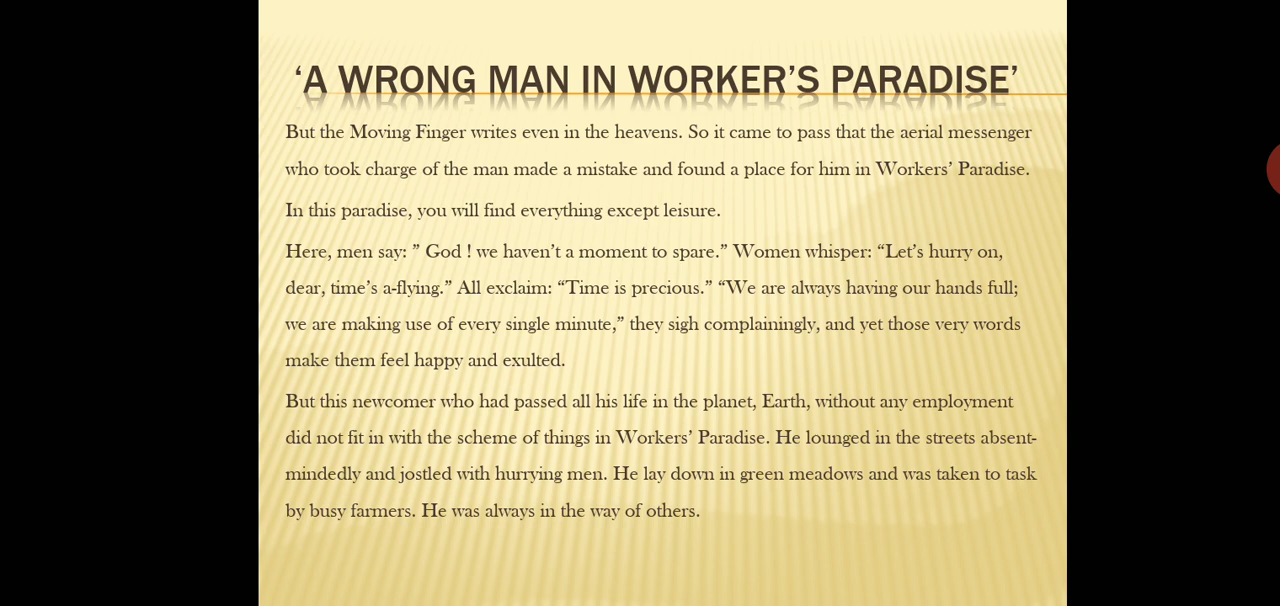 ‘A WRONG MAN IN WORKER’S PARADISE’
But the Moving Finger writes even in the heavens. So it came to pass that the aerial messenger
who took charge of the man made a mistake and found a place for him in Workers’ Paradise.
In this paradise, you will find everything except leisure.
Here, men say: ” God ! we haven’t a moment to spare.” Women whisper: “Let’s hurry on,
dear, time’s a-flying.” All exclaim: “Time is precious.” “We are always having our hands full;
we are making use of every single minute,” they sigh complainingly, and yet those very words
make them feel happy and exulted.
But this newcomer who had passed all his life in the planet, Earth, without any employment
did not fit in with the scheme of things in Workers’ Paradise. He lounged in the streets absent-
mindedly and jostled with hurrying men. He lay down in green meadows and was taken to task
by busy farmers. He was always in the way of others.